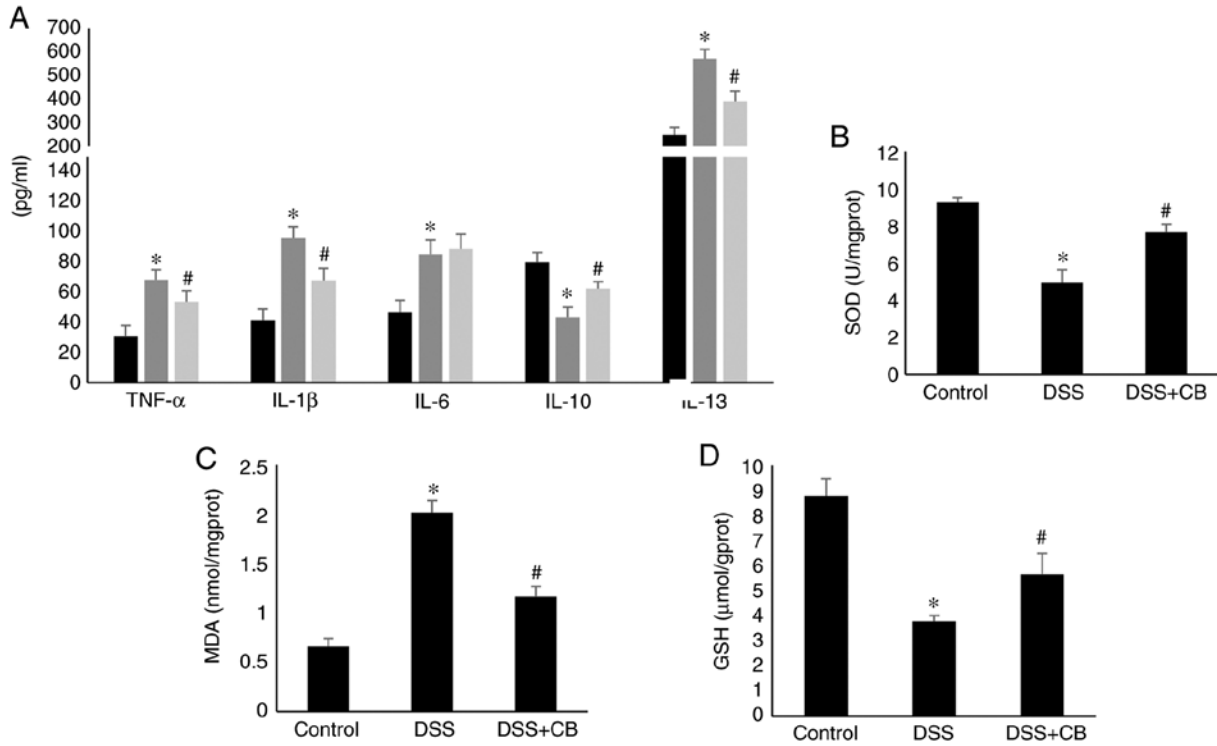 A
700
600
500
400
300
200
140
120
100
80
60
40
20
0
(pg/ml)
*
#
*
#
*
*
#
*
#
TNF-α
IL-1β
IL-6
IL-10
IL-13
B
12
10
8
6
4
2
0
SOD (U/mgprot)
*
#
Control
DSS
DSS+CB
C
2.5
2
1.5
1
0.5
0
MDA (nmol/mgprot)
*
#
Control
DSS
DSS+CB
D
10
9
8
7
6
5
4
3
2
1
0
GSH (μmol/gprot)
*
#
Control
DSS
DSS+CB